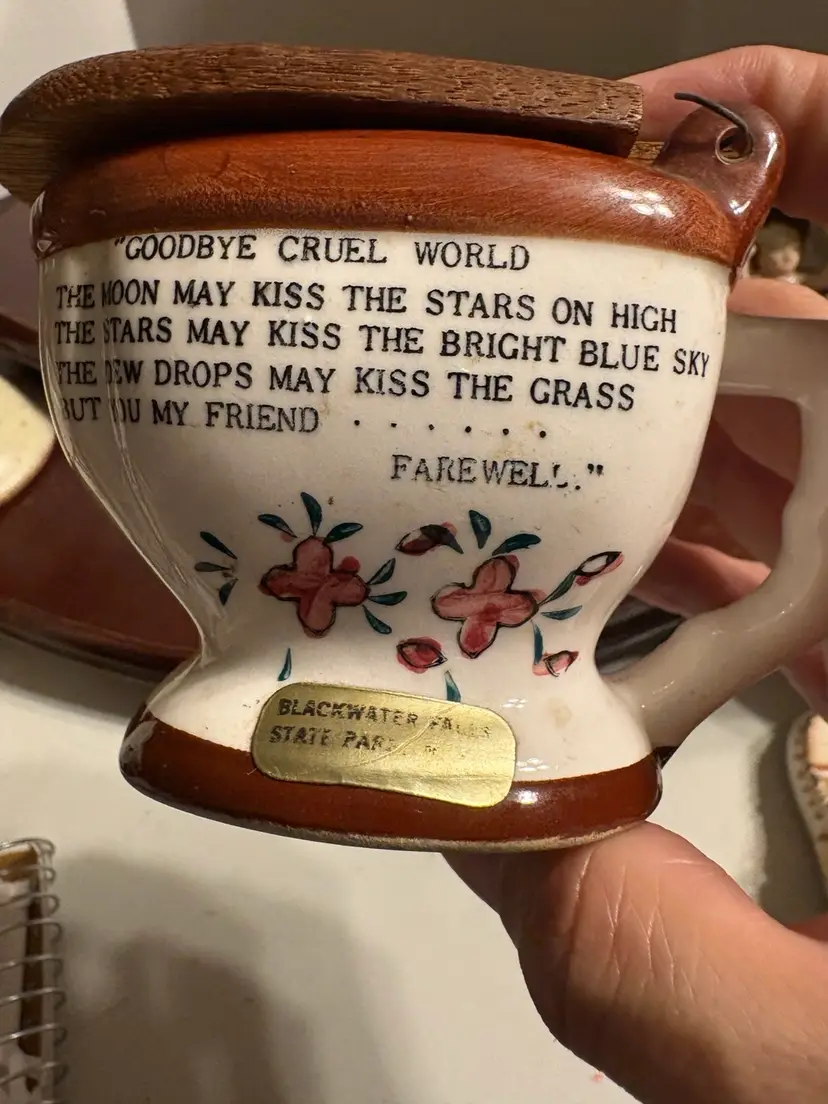 "GOODBYE CRUEL WORLD
THE MOON MAY KISS THE STARS ON HIGH
THE STARS MAY KISS THE BRIGHT BLUE SKY
THE DEW DROPS MAY KISS THE GRASS
BUT YOU MY FRIEND . . . . . .
FAREWELL."
BLACKWATER FALLS
STATE PARK